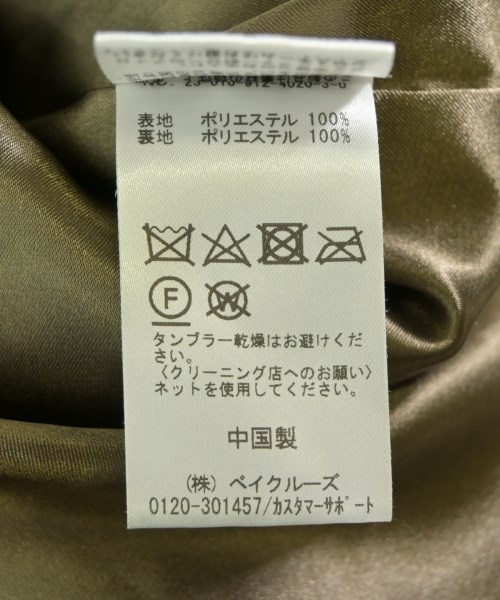 表地 ポリエステル 100%
裏地 ポリエステル 100%
F
W
タンブラー乾燥はお避けくだ
さい。
〈クリーニング店へのお願い〉
ネットを使用してください。
中国製
(株) ベイクルーズ
0120-301457/カスタマーサポート